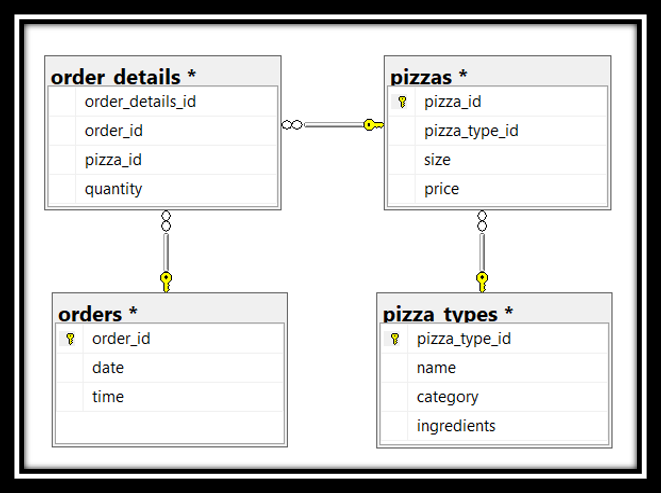 order_details *
order_details_id
order_id
pizza_id
quantity
pizzas *
pizza_id
pizza_type_id
size
price
orders *
order_id
date
time
pizza_types *
pizza_type_id
name
category
ingredients